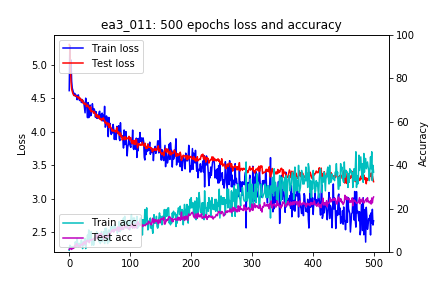 ea3_011: 500 epochs loss and accuracy
Train loss
Test loss
Train acc
Test acc
Loss
5.0
4.5
4.0
3.5
3.0
2.5
100
80
60
40
20
0
Accuracy
0 100 200 300 400 500